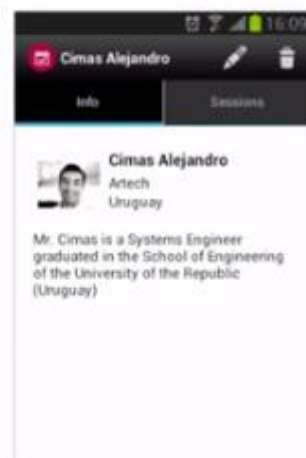 16:09
Cimas Alejandro
Info Sessions
Cimas Alejandro
Artech
Uruguay
Mr. Cimas is a Systems Engineer
graduated in the School of Engineering
of the University of the Republic
(Uruguay)